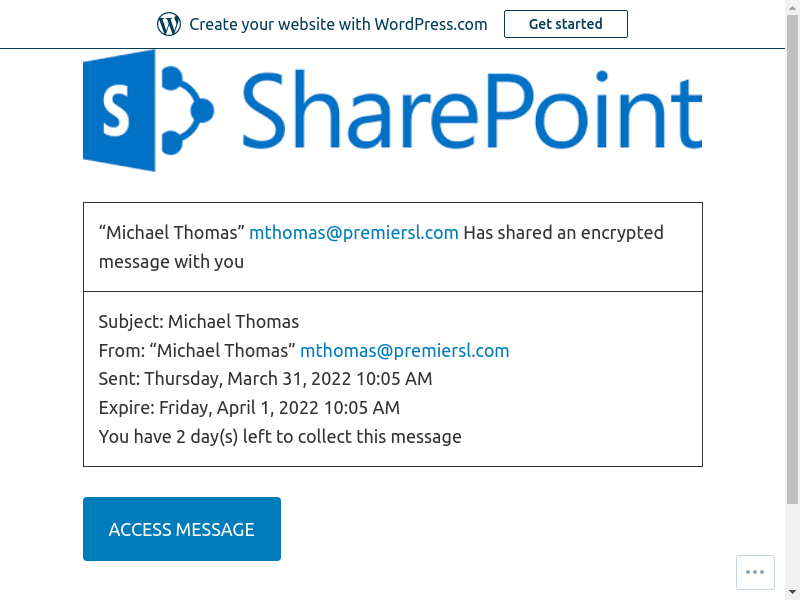 Create your website with WordPress.com
Get started
SharePoint
“Michael Thomas” mthomas@premiersl.com Has shared an encrypted
message with you
Subject: Michael Thomas
From: “Michael Thomas” mthomas@premiersl.com
Sent: Thursday, March 31, 2022 10:05 AM
Expire: Friday, April 1, 2022 10:05 AM
You have 2 day(s) left to collect this message
ACCESS MESSAGE